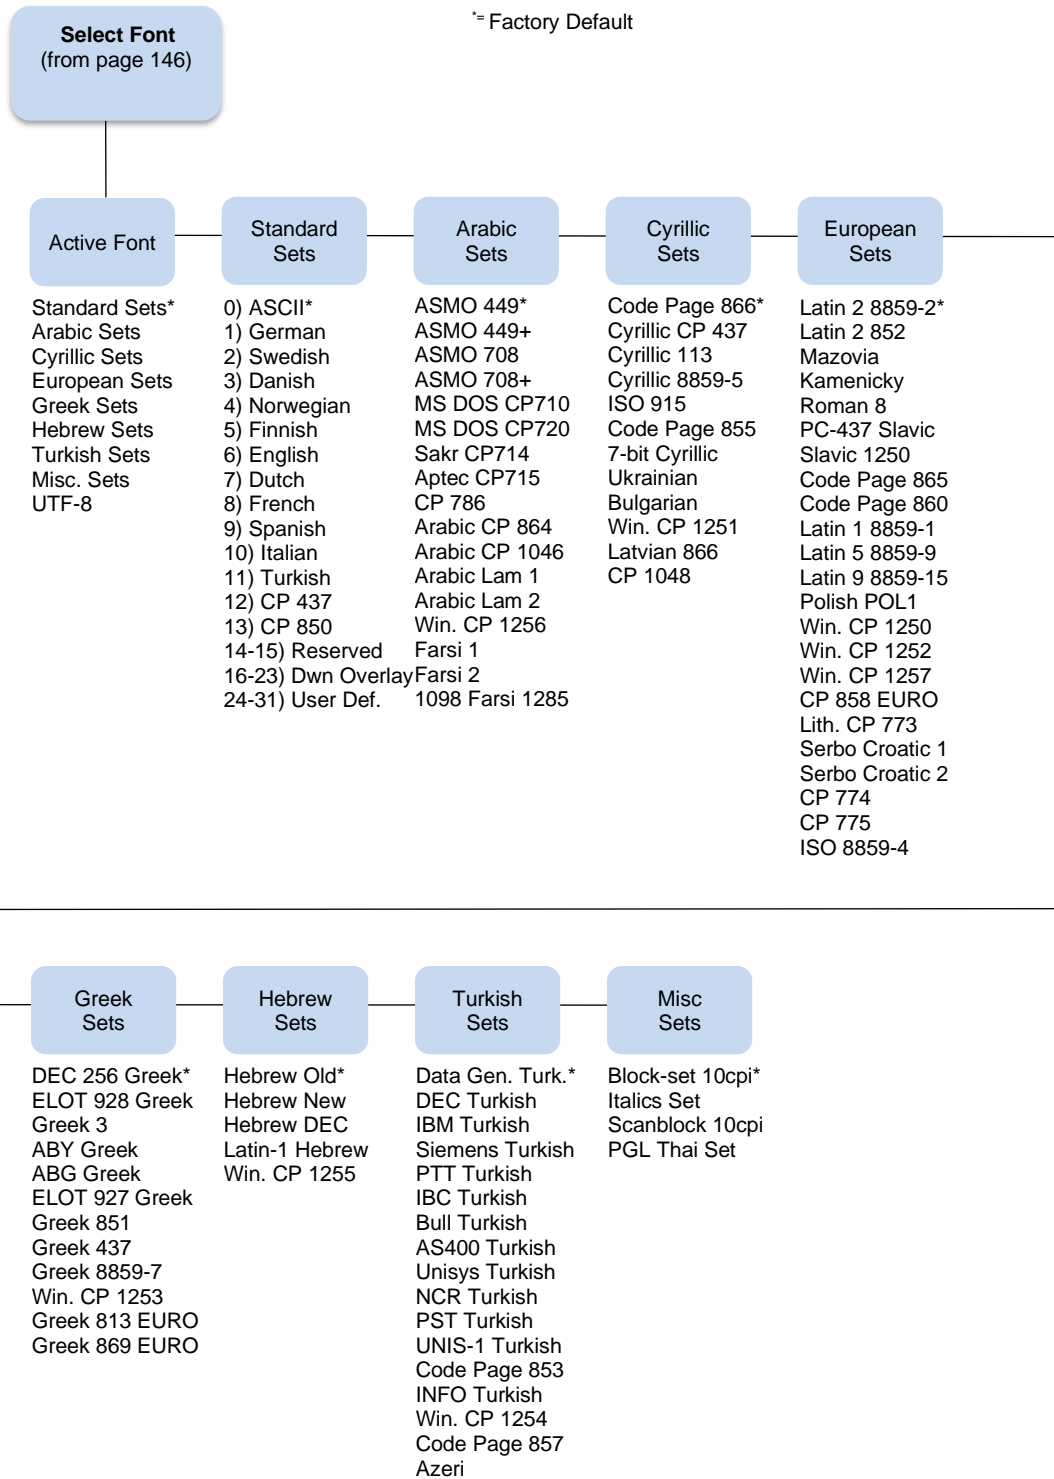 Select Font
(from page 146)
*= Factory Default
Active Font
Standard Sets*
Arabic Sets
Cyrillic Sets
European Sets
Greek Sets
Hebrew Sets
Turkish Sets
Misc. Sets
UTF-8
Standard
Sets
0) ASCII*
1) German
2) Swedish
3) Danish
4) Norwegian
5) Finnish
6) English
7) Dutch
8) French
9) Spanish
10) Italian
11) Turkish
12) CP 437
13) CP 850
14-15) Reserved
16-23) Dwn Overlay
24-31) User Def.
Arabic
Sets
ASMO 449*
ASMO 449+
ASMO 708
ASMO 708+
MS DOS CP710
MS DOS CP720
Sakr CP714
Aptec CP715
CP 786
Arabic CP 864
Arabic CP 1046
Arabic Lam 1
Arabic Lam 2
Win. CP 1256
Farsi 1
Farsi 2
1098 Farsi 1285
Cyrillic
Sets
Code Page 866*
Cyrillic CP 437
Cyrillic 113
Cyrillic 8859-5
ISO 915
Code Page 855
7-bit Cyrillic
Ukrainian
Bulgarian
Win. CP 1251
Latvian 866
CP 1048
European
Sets
Latin 2 8859-2*
Latin 2 852
Mazovia
Kamenicky
Roman 8
PC-437 Slavic
Slavic 1250
Code Page 865
Code Page 860
Latin 1 8859-1
Latin 5 8859-9
Latin 9 8859-15
Polish POL1
Win. CP 1250
Win. CP 1252
Win. CP 1257
CP 858 EURO
Lith. CP 773
Serbo Croatic 1
Serbo Croatic 2
CP 774
CP 775
ISO 8859-4
Greek
Sets
DEC 256 Greek*
ELOT 928 Greek
Greek 3
ABY Greek
ABG Greek
ELOT 927 Greek
Greek 851
Greek 437
Greek 8859-7
Win. CP 1253
Greek 813 EURO
Greek 869 EURO
Hebrew
Sets
Hebrew Old*
Hebrew New
Hebrew DEC
Latin-1 Hebrew
Win. CP 1255
Turkish
Sets
Data Gen. Turk.*
DEC Turkish
IBM Turkish
Siemens Turkish
PTT Turkish
IBC Turkish
Bull Turkish
AS400 Turkish
Unisys Turkish
NCR Turkish
PST Turkish
UNIS-1 Turkish
Code Page 853
INFO Turkish
Win. CP 1254
Code Page 857
Azeri
Misc
Sets
Block-set 10cpi*
Italics Set
Scanblock 10cpi
PGL Thai Set